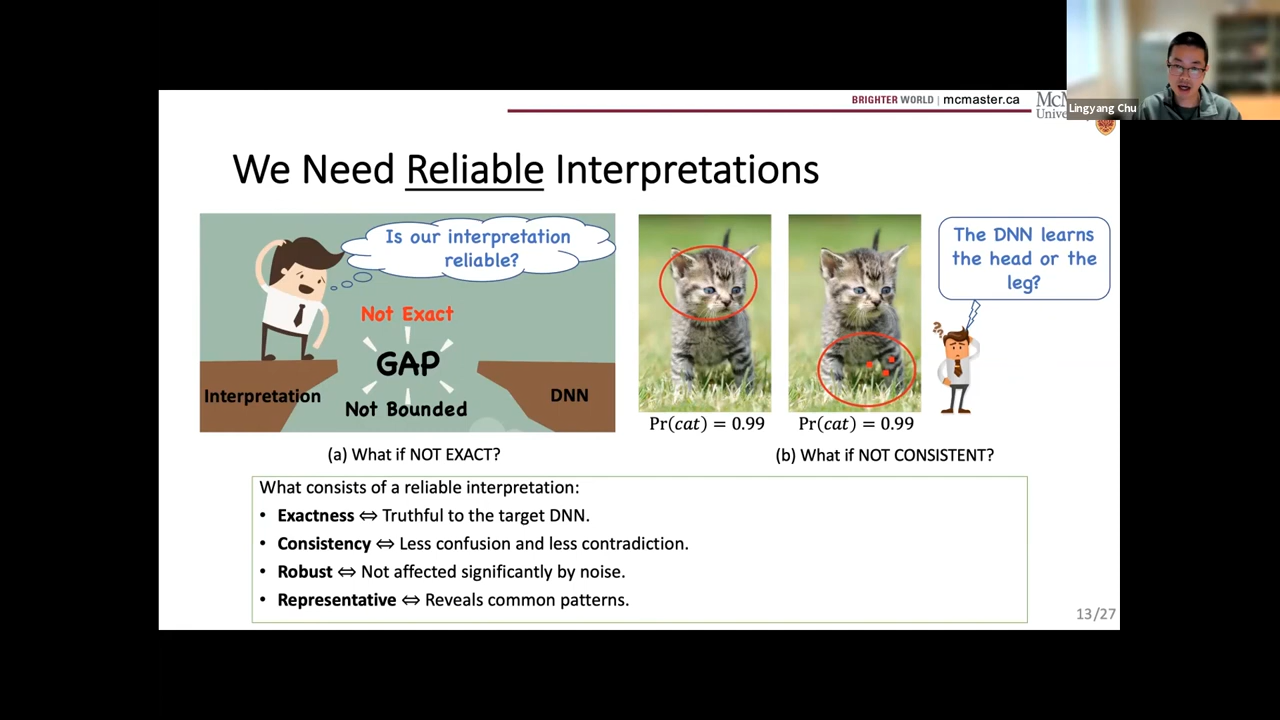 BRIGHTER WORLD | mcmaster.ca
Lingyang Chu
We Need Reliable Interpretations
Is our interpretation
reliable?
Not Exact
GAP
Not Bounded
Interpretation
DNN
The DNN learns
the head or the
leg?
Pr(cat) = 0.99
Pr(cat) = 0.99
(a) What if NOT EXACT?
(b) What if NOT CONSISTENT?
What consists of a reliable interpretation:
• Exactness ⇔ Truthful to the target DNN.
• Consistency ⇔ Less confusion and less contradiction.
• Robust ⇔ Not affected significantly by noise.
• Representative ⇔ Reveals common patterns.
13/27